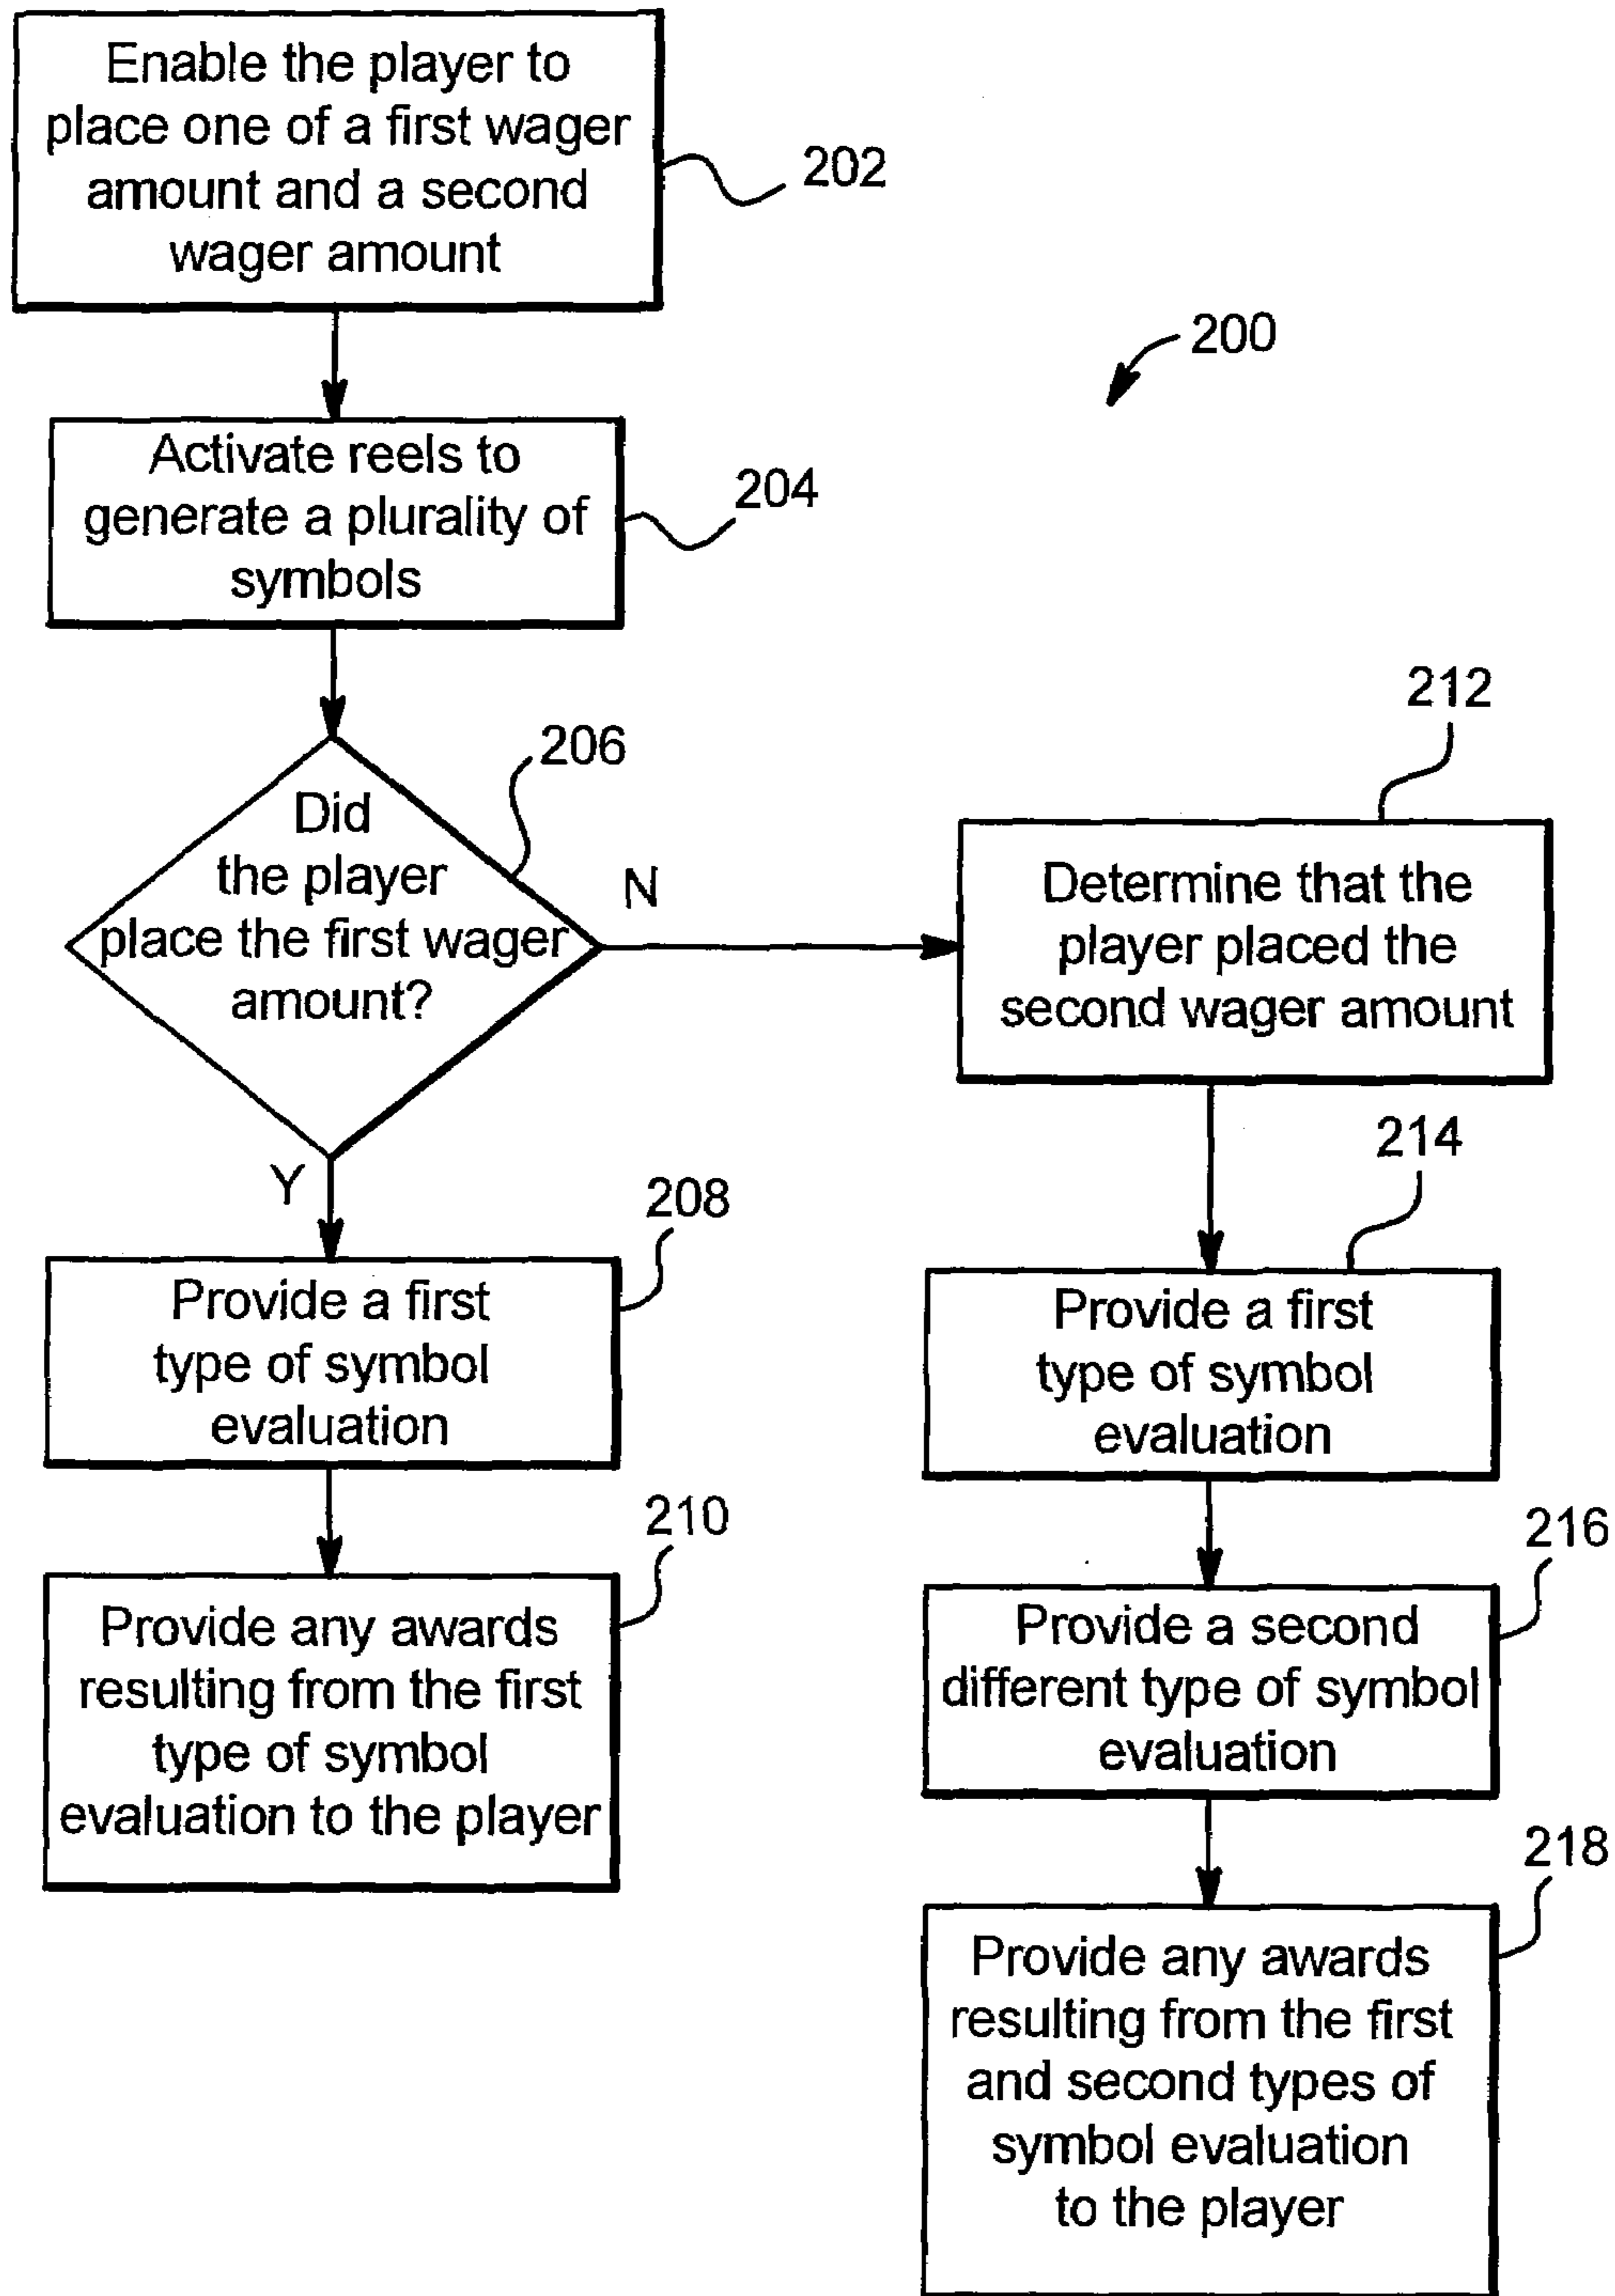 Enable the player to
place one of a first wager
amount and a second
wager amount
202
200
Activate reels to
generate a plurality of
symbols
204
206
Did
the player
place the first wager
amount?
N
Y
212
Determine that the
player placed the
second wager amount
208
Provide a first
type of symbol
evaluation
210
Provide any awards
resulting from the first
type of symbol
evaluation to the player
214
Provide a first
type of symbol
evaluation
216
Provide a second
different type of symbol
evaluation
218
Provide any awards
resulting from the first
and second types of
symbol evaluation
to the player